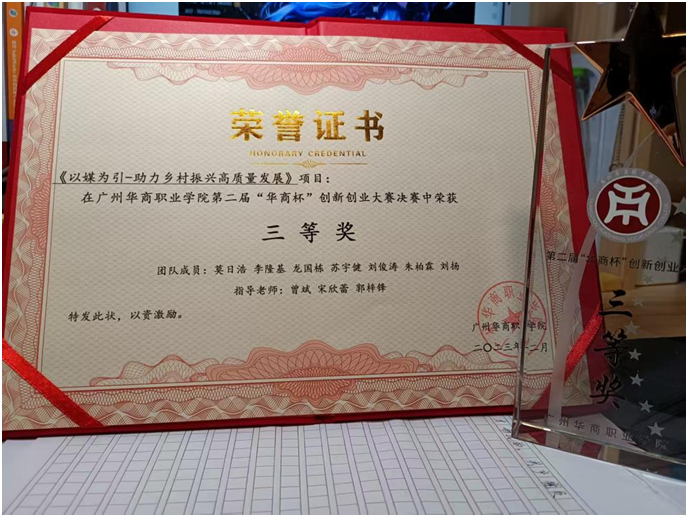 荣誉证书
HONORARY CREDENTIAL
《以媒为引-助力乡村振兴高质量发展》项目：
在广州华商职业学院第二届“华商杯”创新创业大赛决赛中荣获
三等奖
团队成员：莫日浩 李隆基 龙国栋 苏宇健 刘俊涛 朱柏霖 刘扬
指导老师：曾斌 宋欣蕾 郭梓锋
特发此状，以资激励。
广州华商职 学院
二〇二三年 二月
第二届“华商杯”创新创业
三等奖
广州华商职业学院